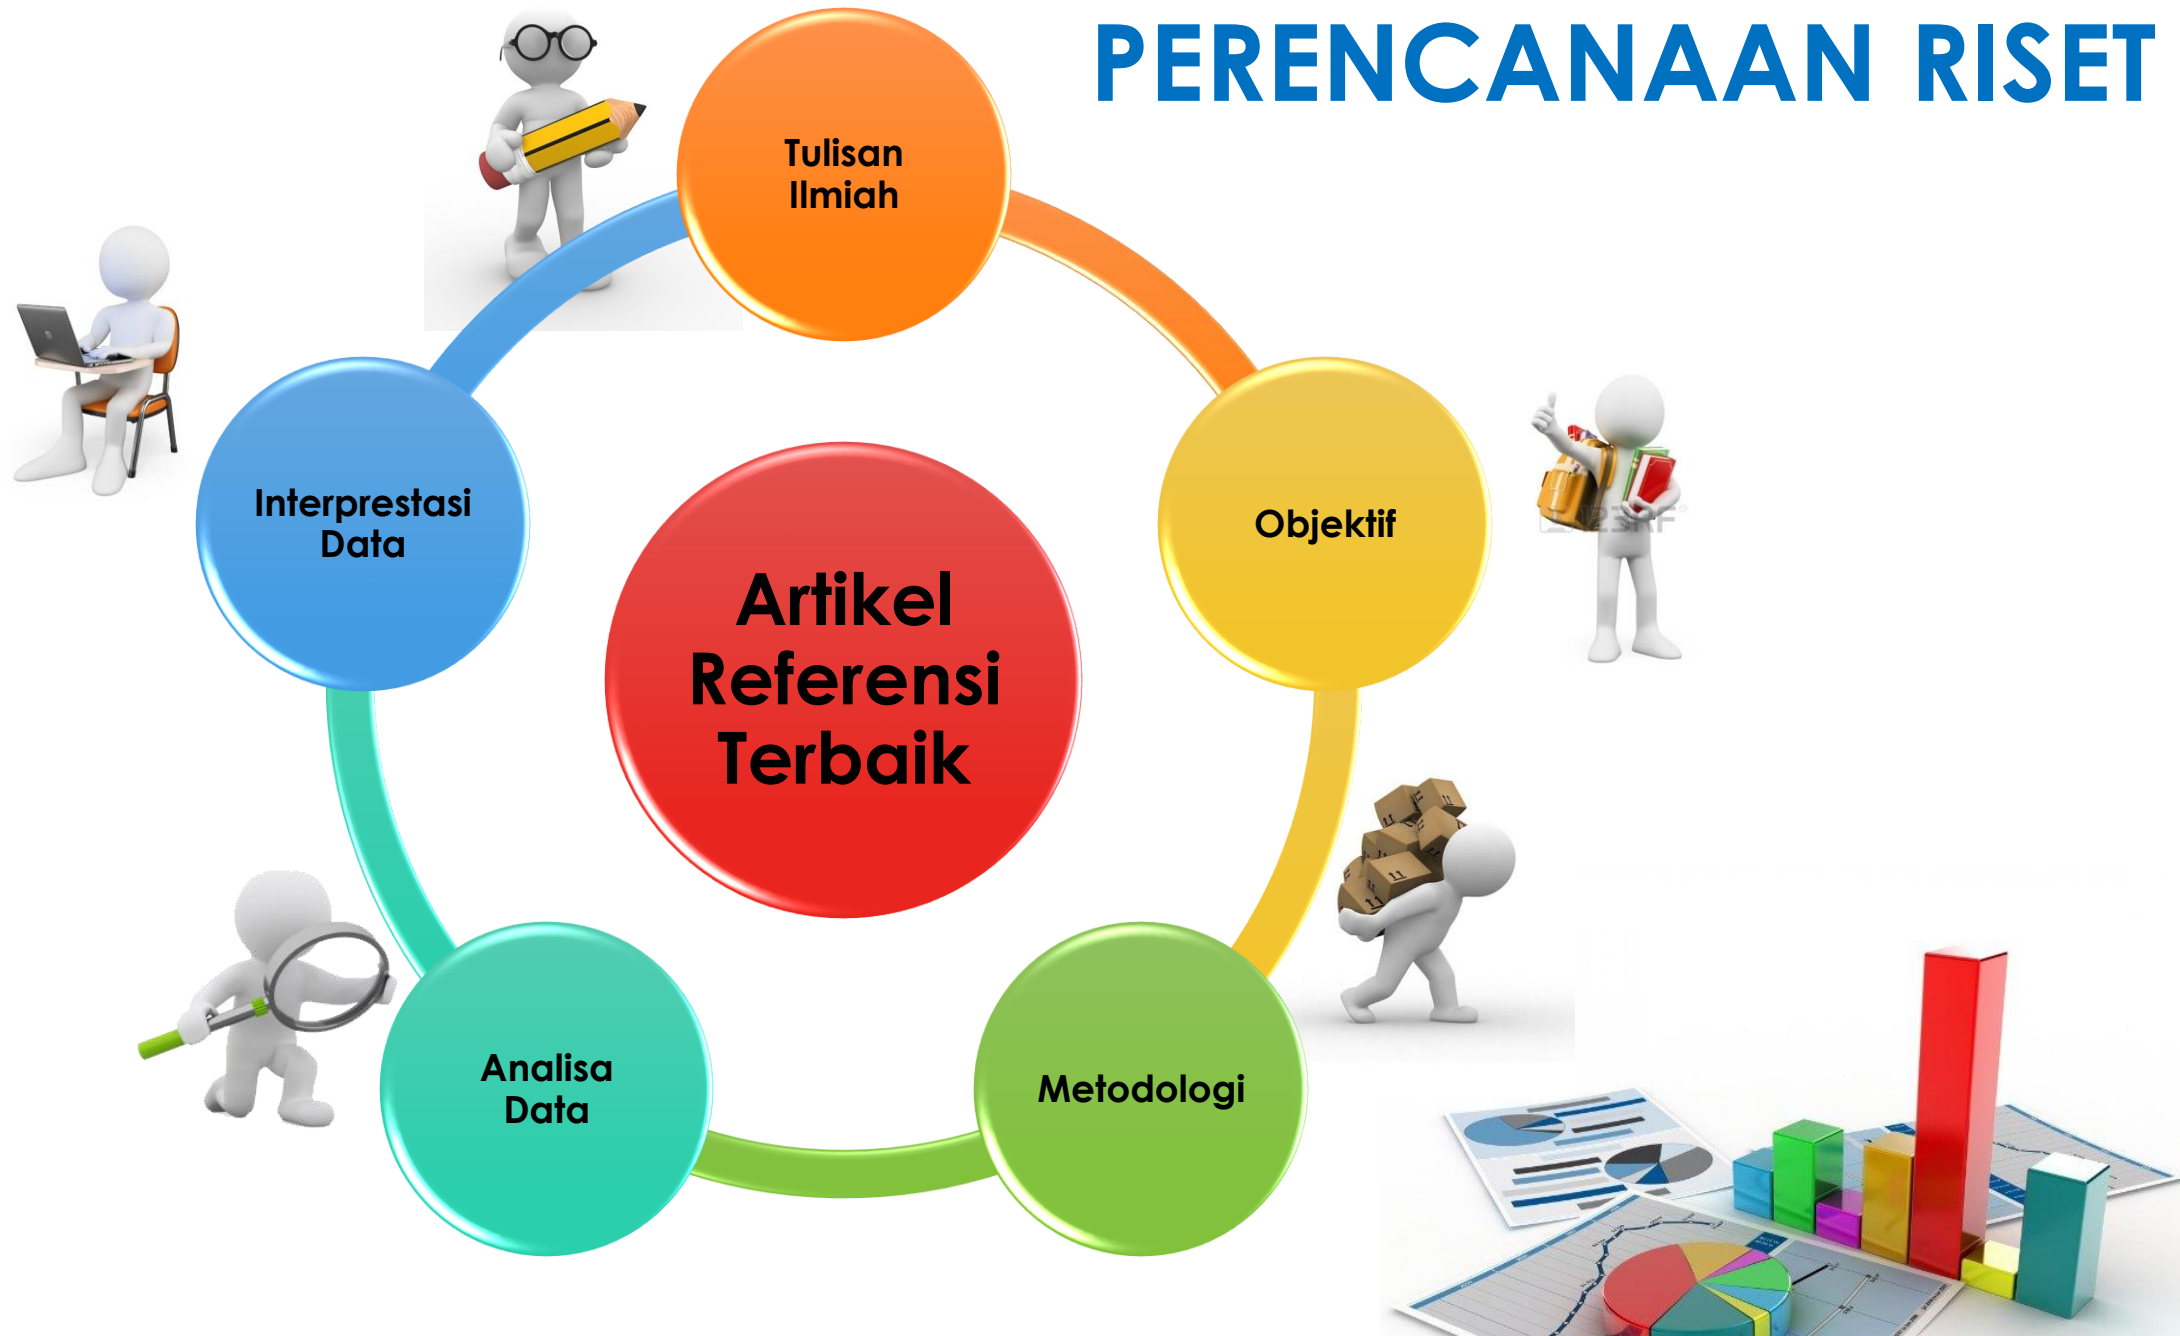 PERENCANAAN RISET
Tulisan
Ilmiah
Objektif
Metodologi
Analisa
Data
Interprestasi
Data
Artikel
Referensi
Terbaik